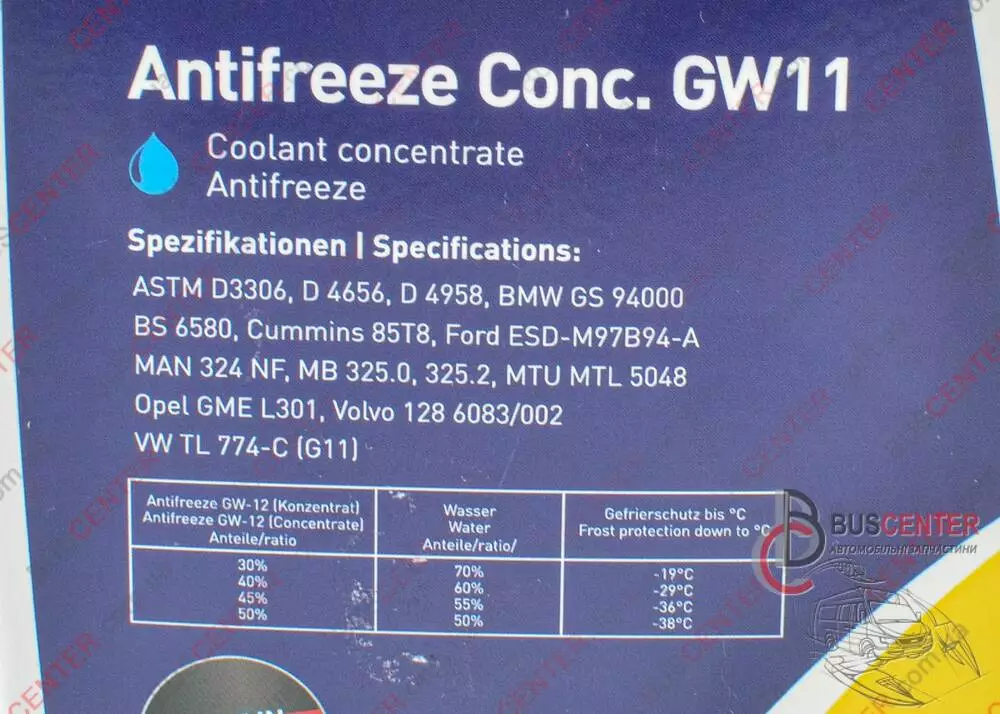 Antifreeze Conc. GW11
Coolant concentrate
Antifreeze
Spezifikationen | Specifications:
ASTM D3306, D 4656, D 4958, BMW GS 94000
BS 6580, Cummins 85T8, Ford ESD-M97B94-A
MAN 324 NF, MB 325.0, 325.2, MTU MTL 5048
Opel GME L301, Volvo 128 6083/002
VW TL 774-C (G11)
Antifreeze GW-12 (Konzentrat)
Antifreeze GW-12 (Concentrate)
Anteile/ratio
Wasser
Water
Anteile/ratio/
Gefrierschutz bis °C
Frost protection down to °C
30% 70% -19°C
40% 60% -29°C
45% 55% -36°C
50% 50% -38°C
BUSCENTER
АВТОМОБІЛЬНІ ЗАПЧАСТИНИ